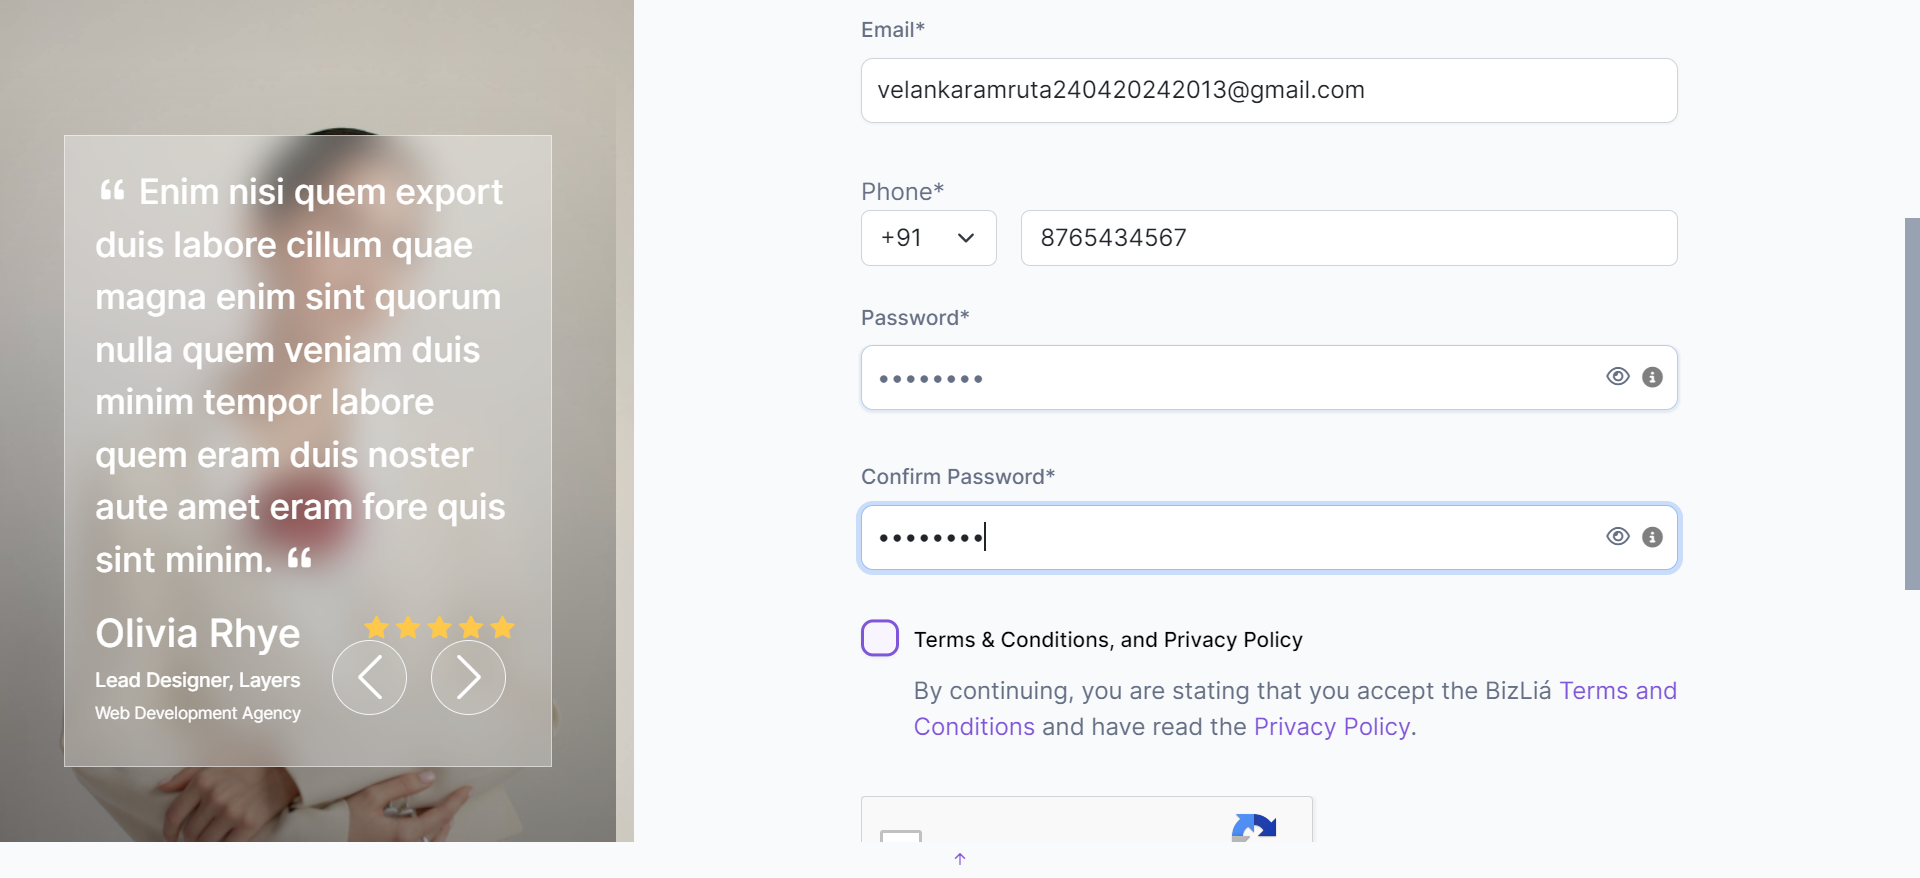 “ Enim nisi quem export
duis labore cillum quae
magna enim sint quorum
nulla quem veniam duis
minim tempor labore
quem eram duis noster
aute amet eram fore quis
sint minim. “
Olivia Rhye
Lead Designer, Layers
Web Development Agency
Email*
velankaramruta240420242013@gmail.com
Phone*
+91 8765434567
Password*
••••••••
Confirm Password*
••••••••
Terms & Conditions, and Privacy Policy
By continuing, you are stating that you accept the BizLiá Terms and
Conditions and have read the Privacy Policy.